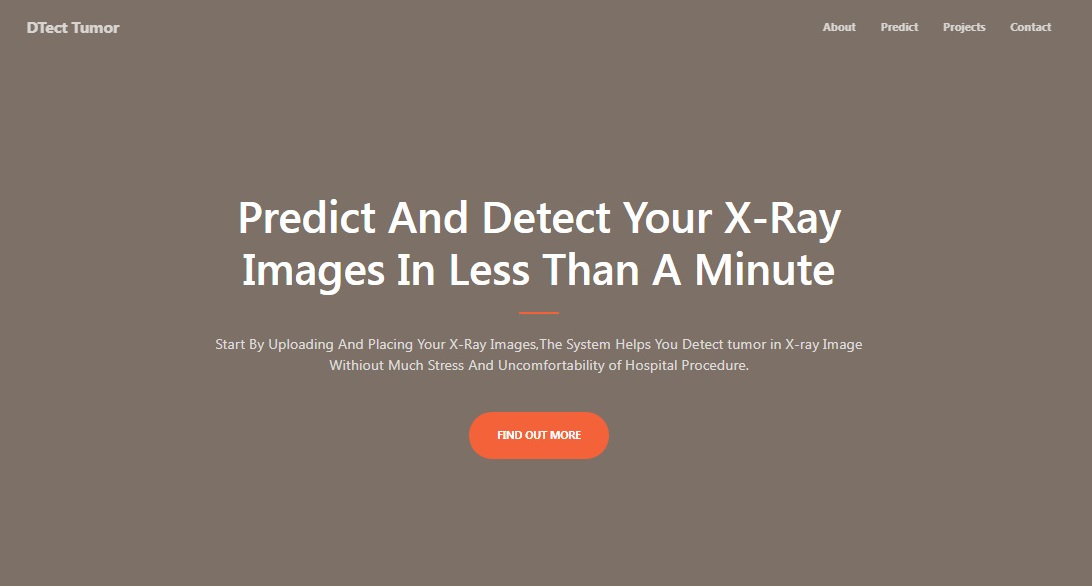 DTect Tumor
About Predict Projects Contact
Predict And Detect Your X-Ray
Images In Less Than A Minute
Start By Uploading And Placing Your X-Ray Images,The System Helps You Detect tumor in X-ray Image
Withiout Much Stress And Uncomfortability of Hospital Procedure.
FIND OUT MORE